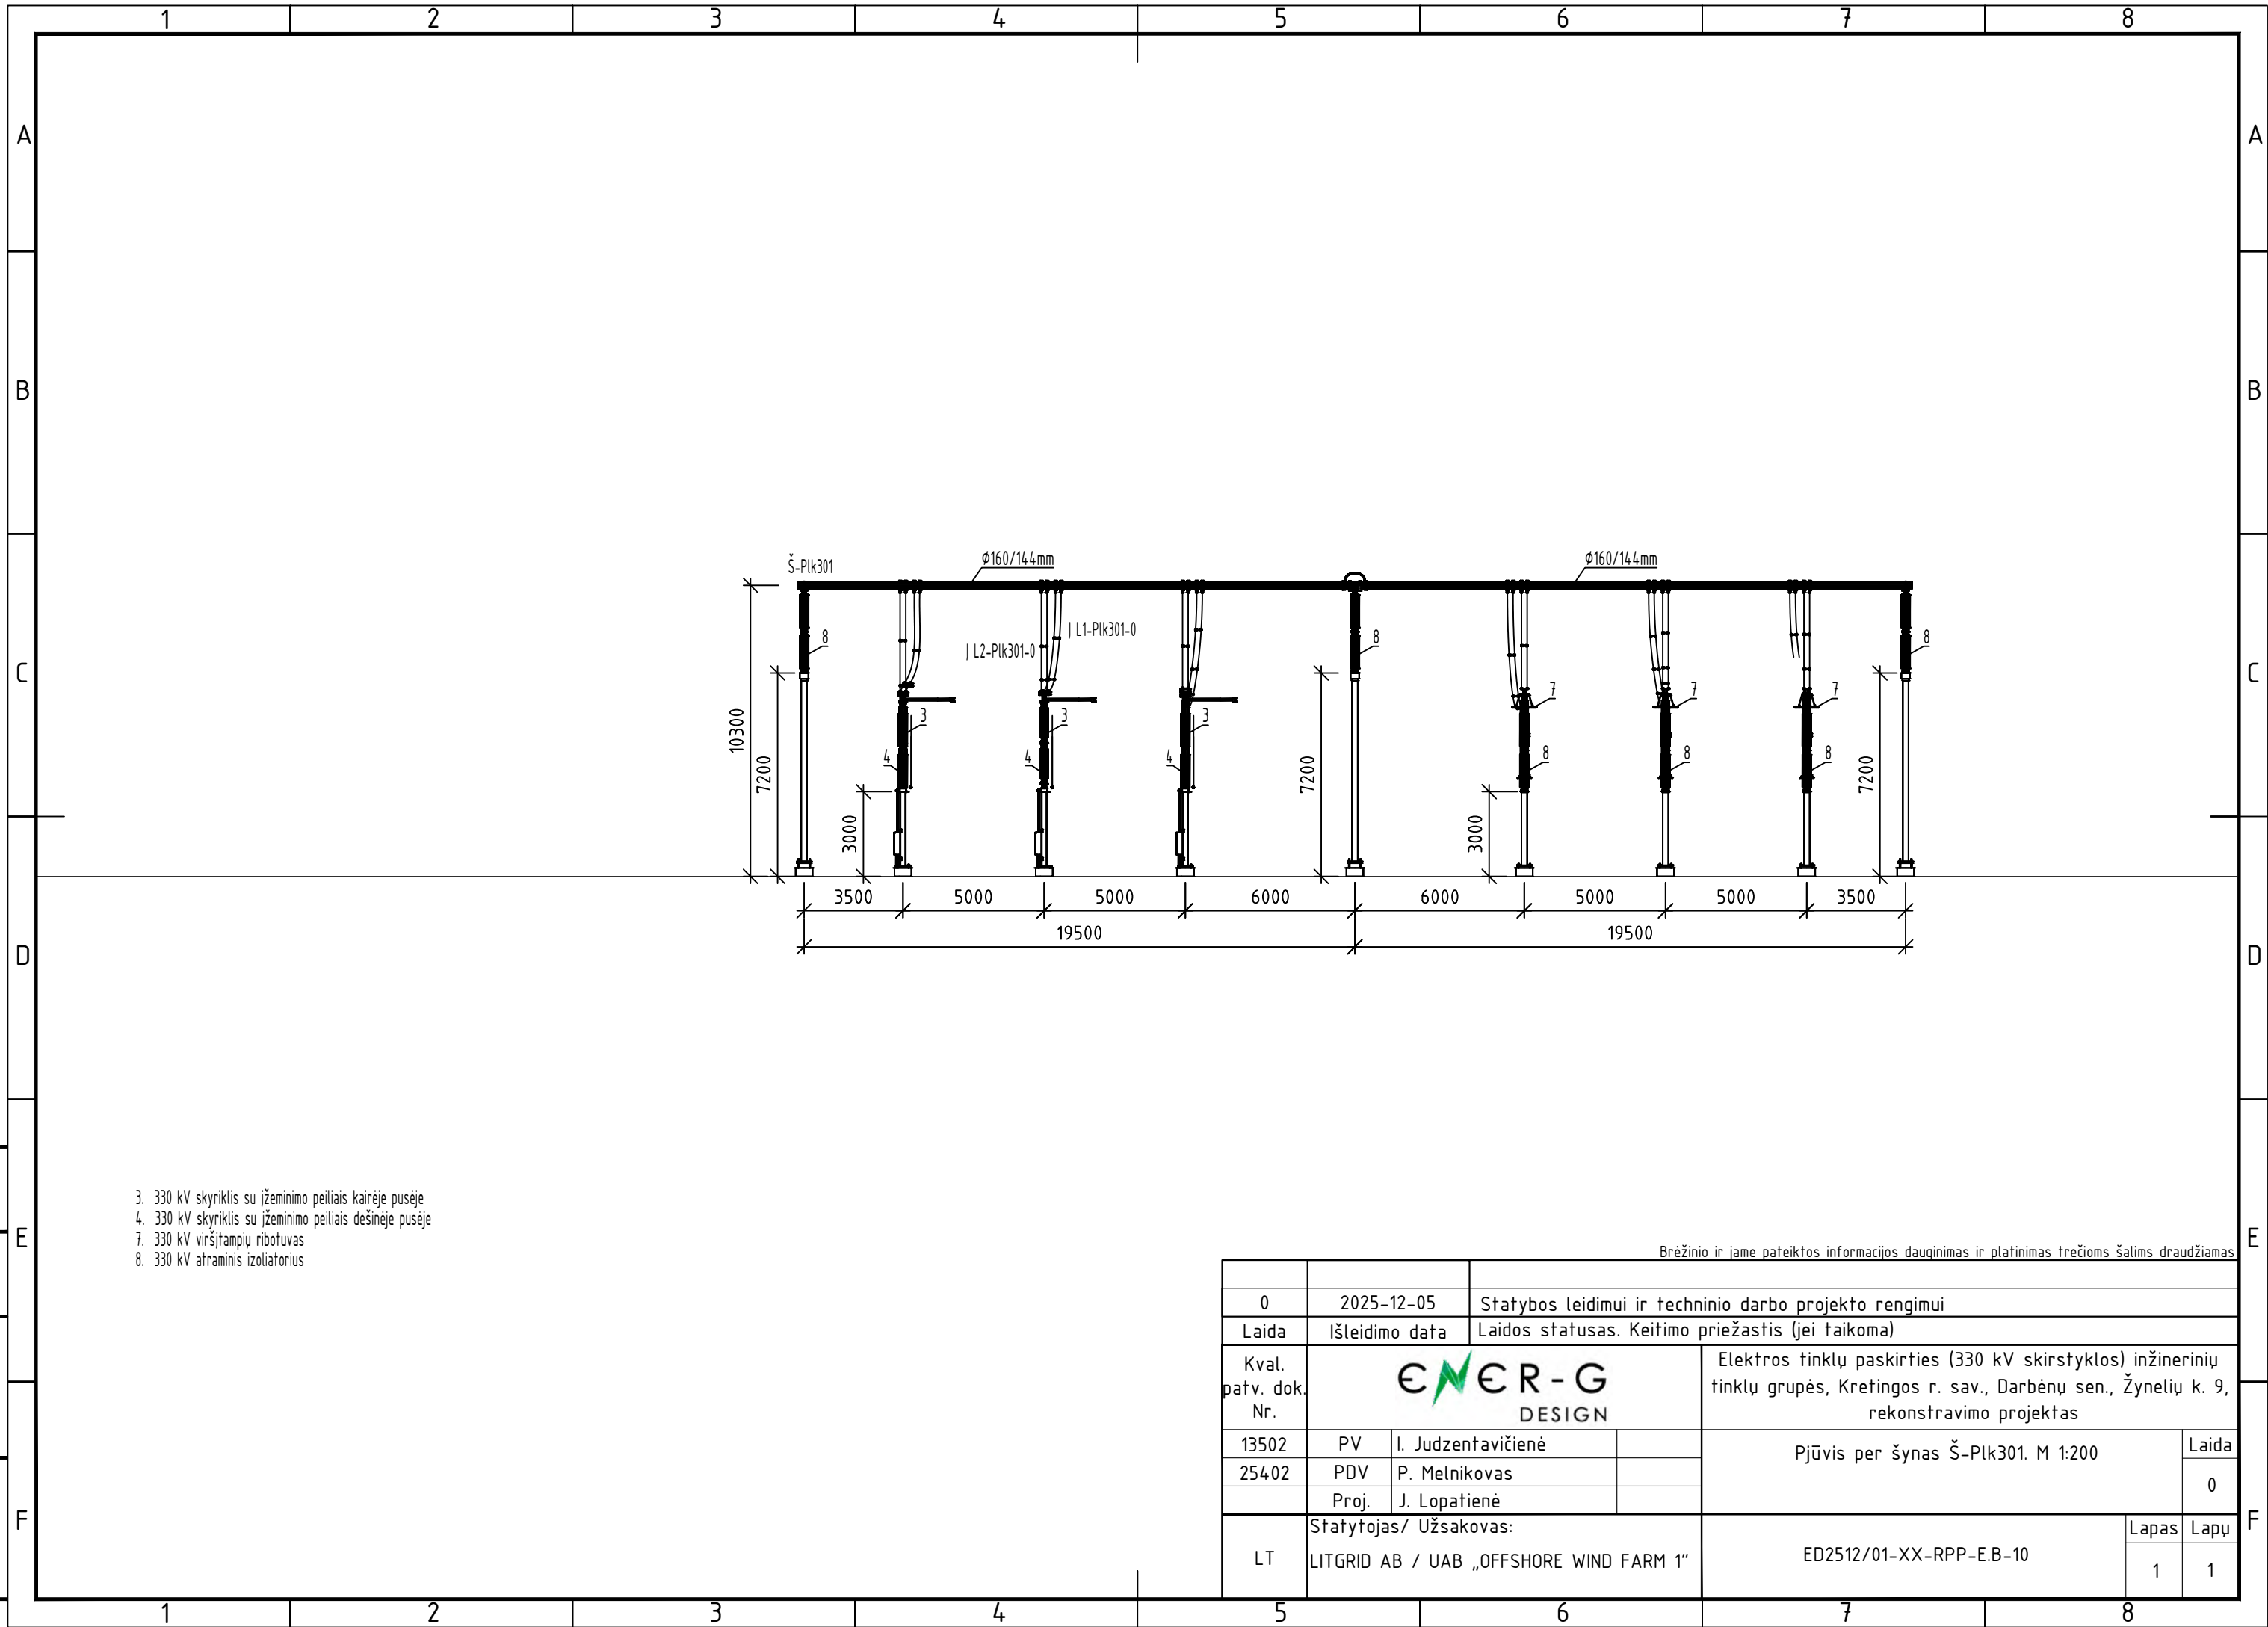 1 2 3 4 5 6 7 8
A A
B B
C C
D D
E E
F F
Š-Plk301
Ø160/144mm
Ø160/144mm
Į L1-Plk301-0
Į L2-Plk301-0
8 8 8
7 7 7
3 3 3
4 4 4
8 8 8
10300
7200
3000
7200
3000
7200
3500 5000 5000 6000 6000 5000 5000 3500
19500 19500
3. 330 kV skyriklis su įžeminimo peiliais kairėje pusėje
4. 330 kV skyriklis su įžeminimo peiliais dešinėje pusėje
7. 330 kV viršįtampių ribotuvas
8. 330 kV atraminis izoliatorius
Brėžinio ir jame pateiktos informacijos dauginimas ir platinimas trečioms šalims draudžiamas
0 2025-12-05 Statybos leidimui ir techninio darbo projekto rengimui
Laida Išleidimo data Laidos statusas. Keitimo priežastis (jei taikoma)
Kval.
patv. dok.
Nr.
ENER-G
DESIGN
Elektros tinklų paskirties (330 kV skirstyklos) inžinerinių
tinklų grupės, Kretingos r. sav., Darbėnų sen., Žynelių k. 9,
rekonstravimo projektas
13502 PV I. Judzentavičienė
25402 PDV P. Melnikovas
Proj. J. Lopatienė
Pjūvis per šynas Š-Plk301. M 1:200
Laida
0
LT
Statytojas/ Užsakovas:
LITGRID AB / UAB „OFFSHORE WIND FARM 1"
ED2512/01-XX-RPP-E.B-10
Lapas Lapų
1 1
1 2 3 4 5 6 7 8